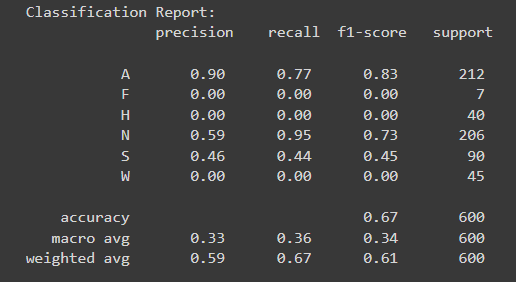 Classification Report:
precision recall f1-score support
A 0.90 0.77 0.83 212
F 0.00 0.00 0.00 7
H 0.00 0.00 0.00 40
N 0.59 0.95 0.73 206
S 0.46 0.44 0.45 90
W 0.00 0.00 0.00 45
accuracy 0.67 600
macro avg 0.33 0.36 0.34 600
weighted avg 0.59 0.67 0.61 600